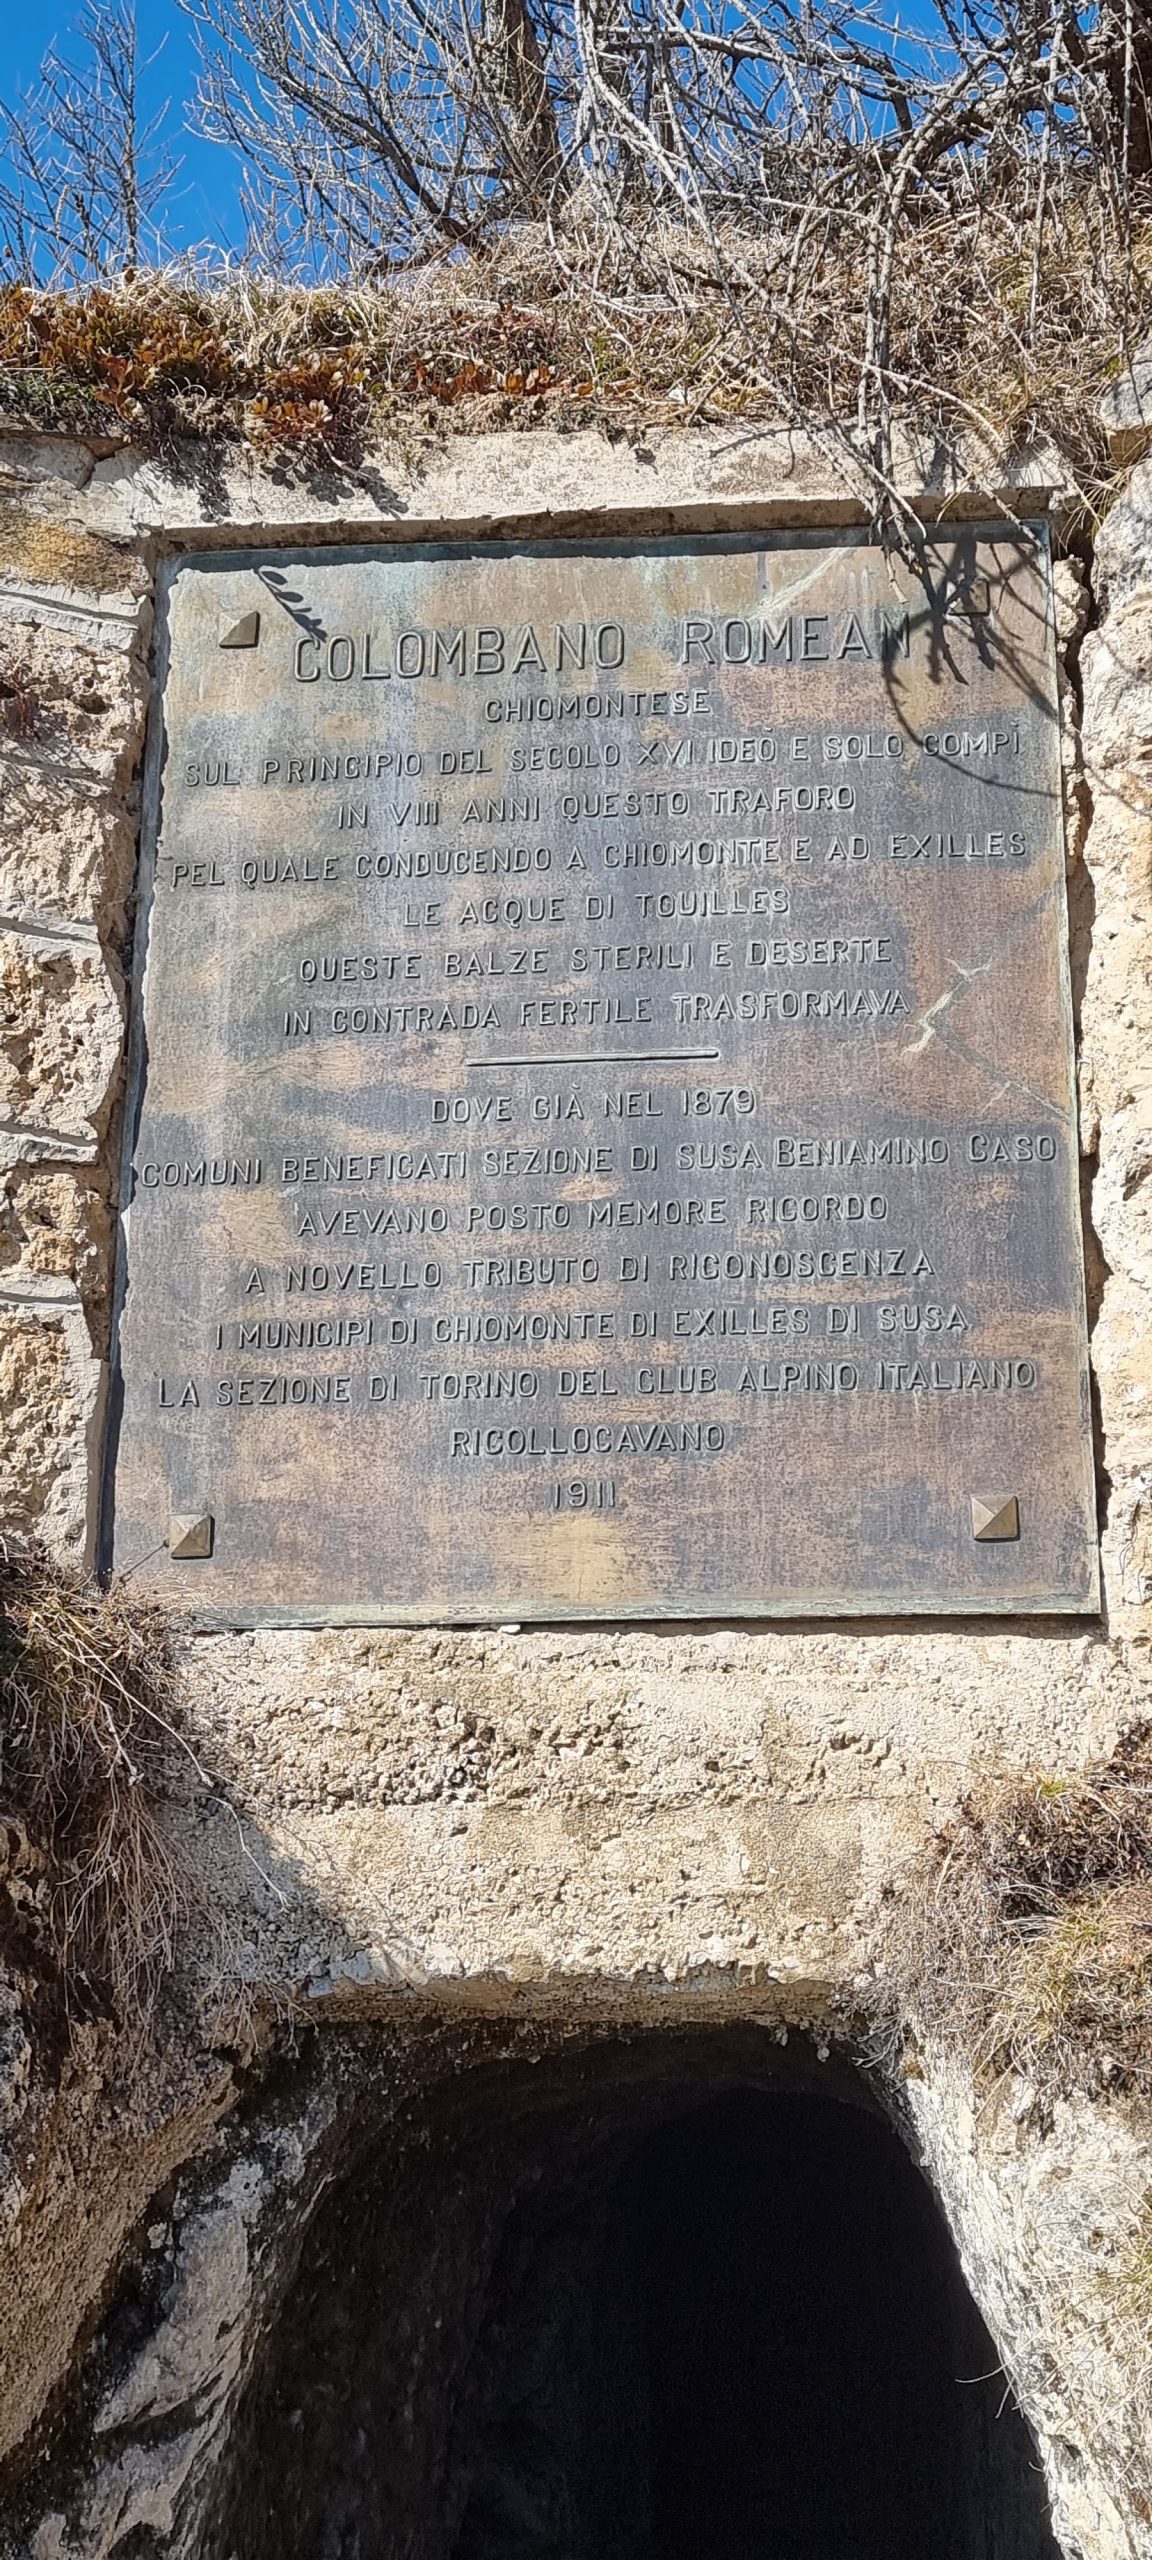 COLOMBANO ROMEAN
CHIOMONTESE
SUL PRINCIPIO DEL SECOLO XVI IDEÒ E SOLO COMPÌ
IN VIII ANNI QUESTO TRAFORO
PEL QUALE CONDUCENDO A CHIOMONTE E AD EXILLES
LE ACQUE DI TOUILLES
QUESTE BALZE STERILI E DESERTE
IN CONTRADA FERTILE TRASFORMAVA
DOVE GIÀ NEL 1879
COMUNI BENEFICATI SEZIONE DI SUSA BENIAMINO CASO
AVEVANO POSTO MEMORE RICORDO
A NOVELLO TRIBUTO DI RICONOSCENZA
I MUNICIPI DI CHIOMONTE DI EXILLES DI SUSA
LA SEZIONE DI TORINO DEL CLUB ALPINO ITALIANO
RICOLLOCAVANO
1911